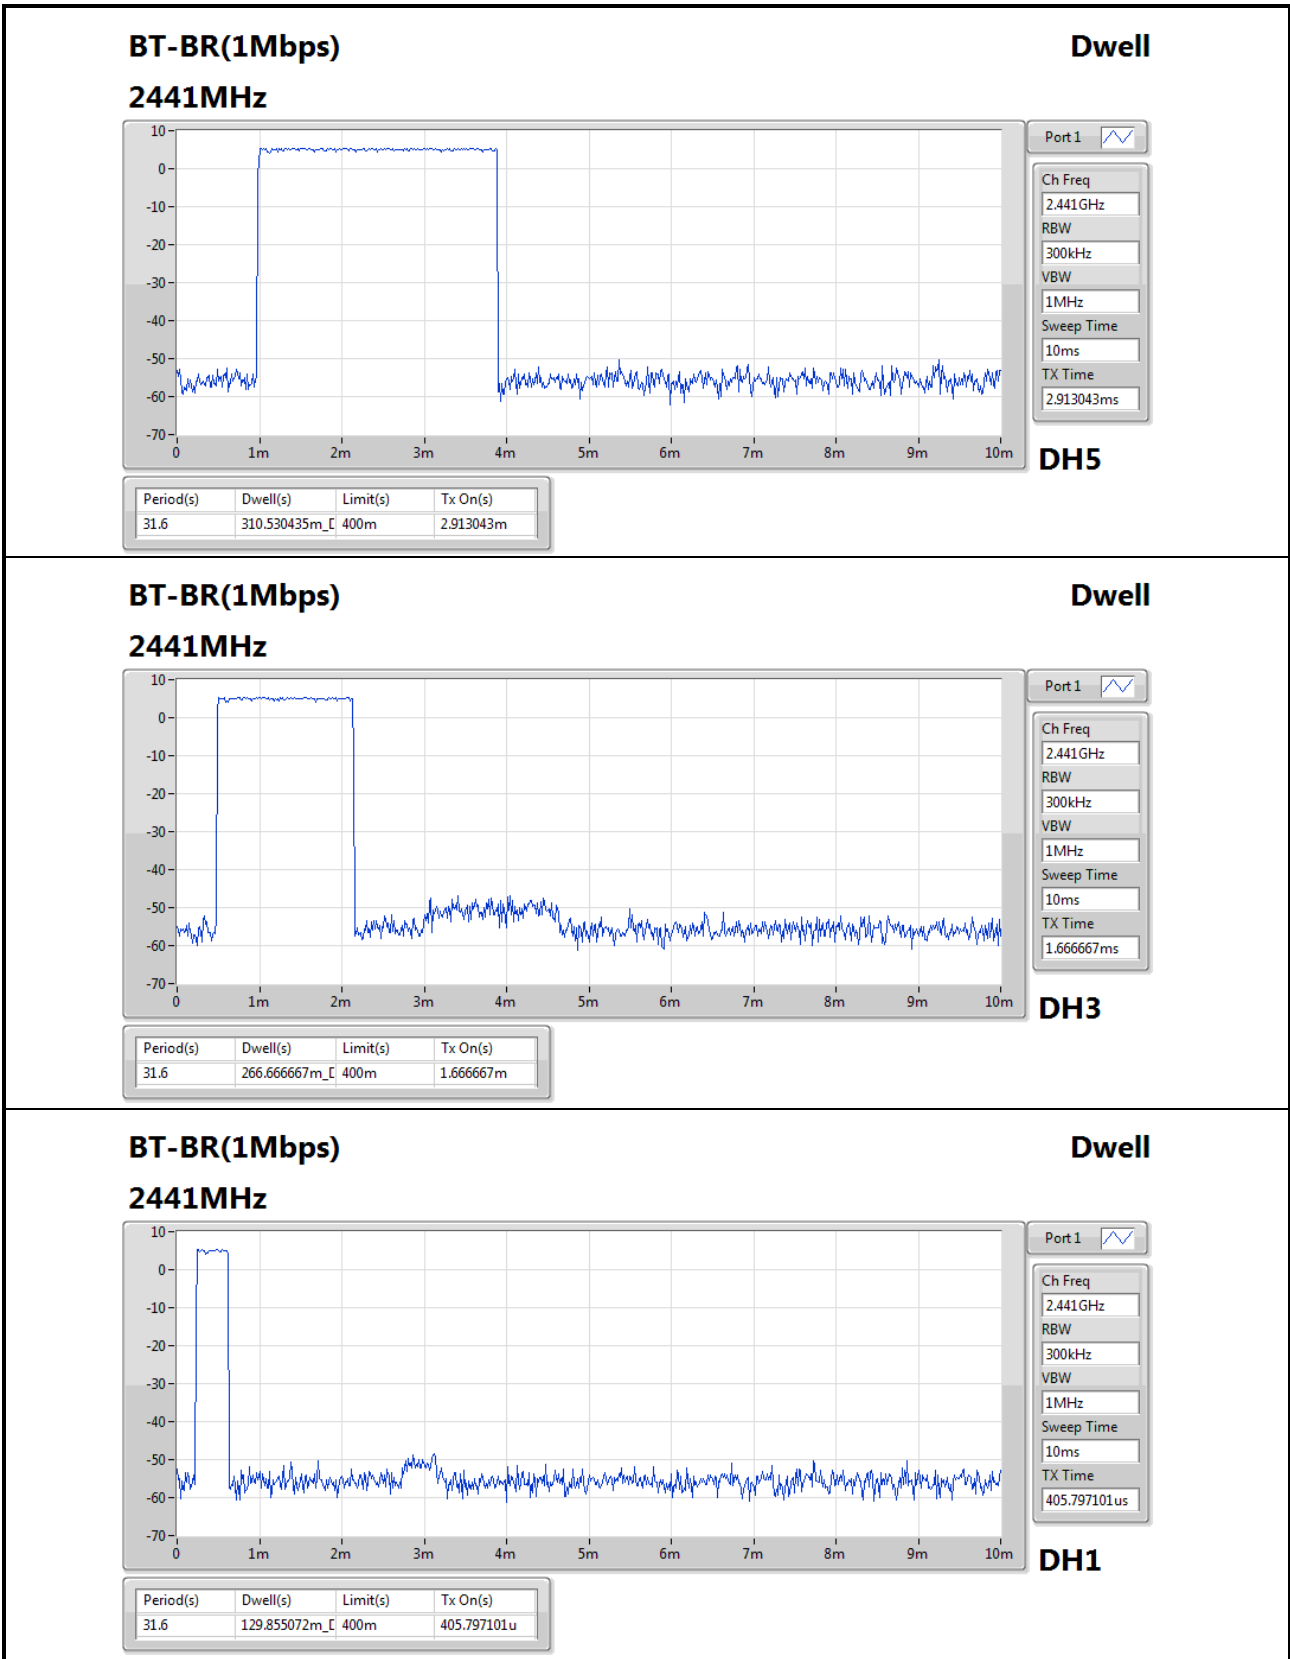 BT-BR(1Mbps) Dwell
2441MHz
10
0
-10
-20
-30
-40
-50
-60
-70
0 1m 2m 3m 4m 5m 6m 7m 8m 9m 10m
Port 1
Ch Freq
2.441GHz
RBW
300kHz
VBW
1MHz
Sweep Time
10ms
TX Time
2.913043ms
DH5
Period(s) Dwell(s) Limit(s) Tx On(s)
31.6 310.530435m_D 400m 2.913043m
BT-BR(1Mbps) Dwell
2441MHz
10
0
-10
-20
-30
-40
-50
-60
-70
0 1m 2m 3m 4m 5m 6m 7m 8m 9m 10m
Port 1
Ch Freq
2.441GHz
RBW
300kHz
VBW
1MHz
Sweep Time
10ms
TX Time
1.666667ms
DH3
Period(s) Dwell(s) Limit(s) Tx On(s)
31.6 266.666667m_D 400m 1.666667m
BT-BR(1Mbps) Dwell
2441MHz
10
0
-10
-20
-30
-40
-50
-60
-70
0 1m 2m 3m 4m 5m 6m 7m 8m 9m 10m
Port 1
Ch Freq
2.441GHz
RBW
300kHz
VBW
1MHz
Sweep Time
10ms
TX Time
405.797101us
DH1
Period(s) Dwell(s) Limit(s) Tx On(s)
31.6 129.855072m_D 400m 405.797101u